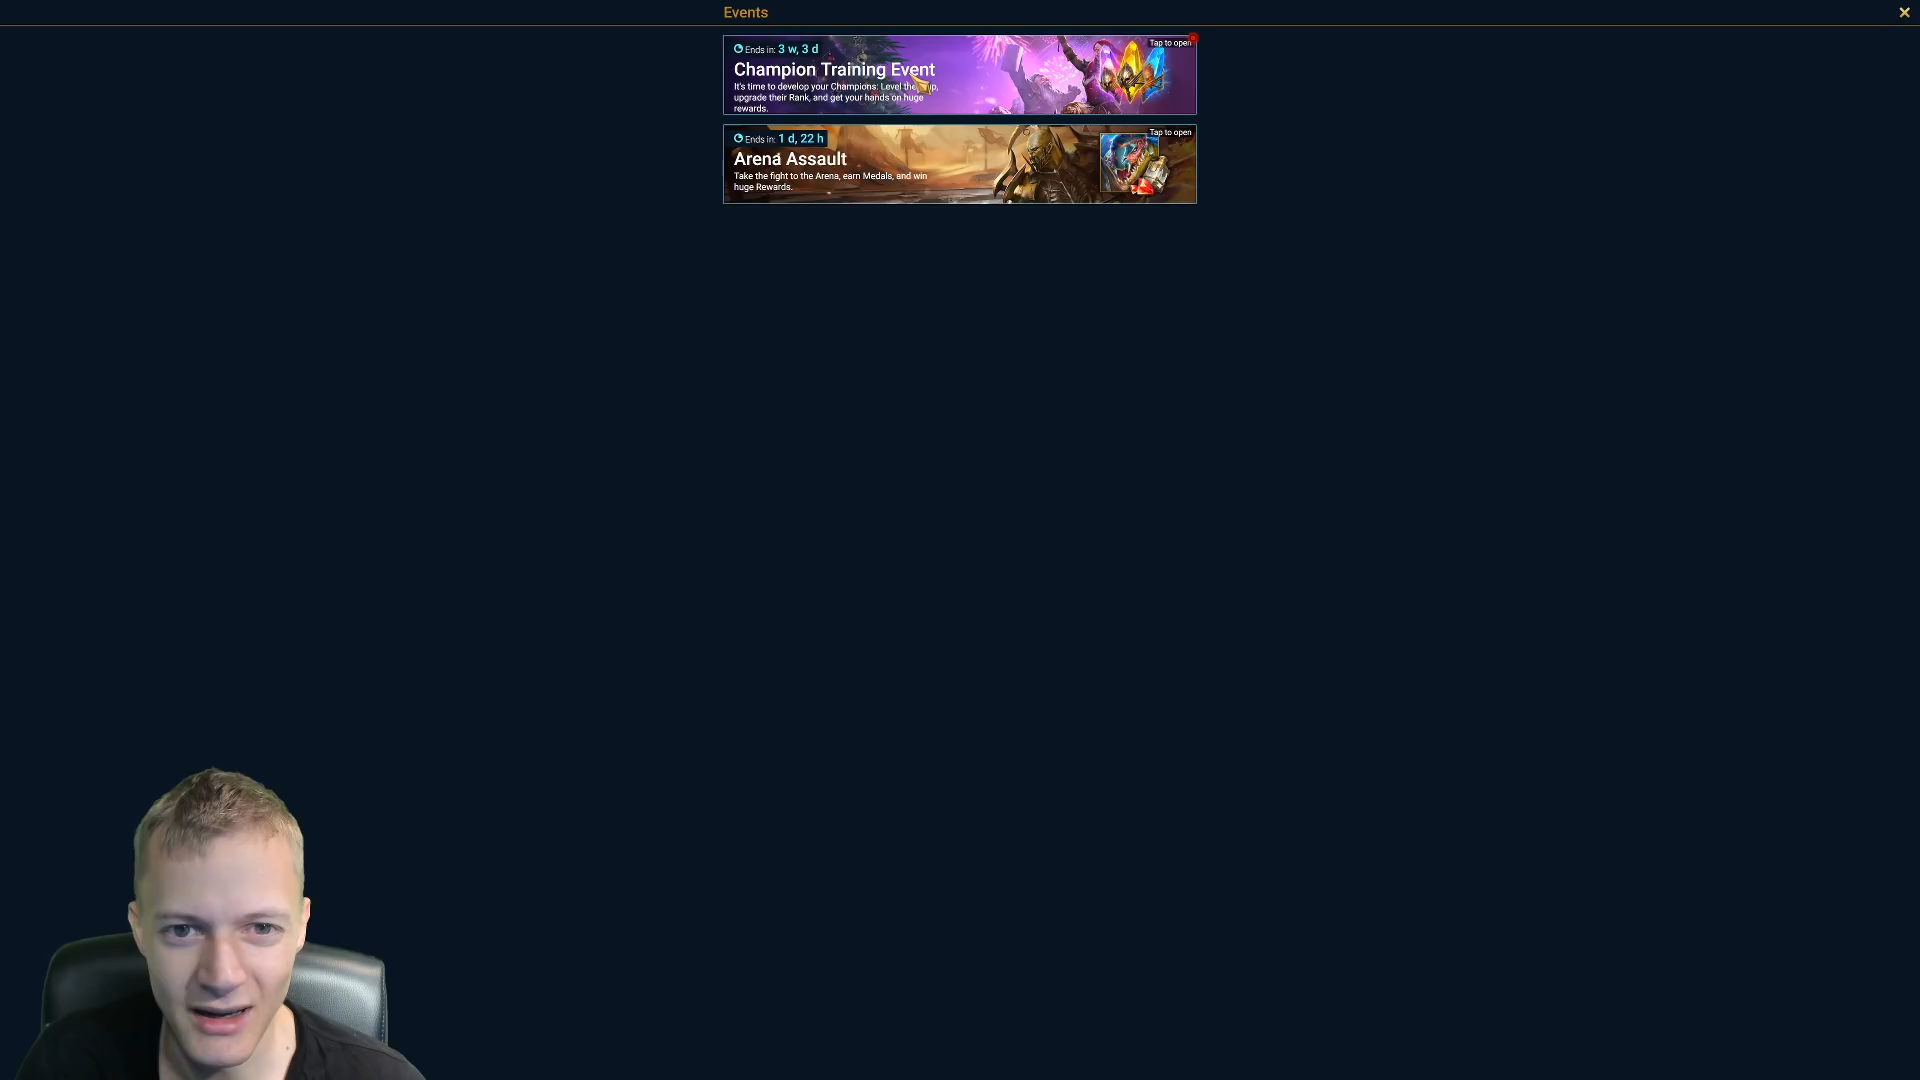 Events
Ends in: 3 w, 3 d
Tap to open
Champion Training Event
It's time to develop your Champions: Level the up,
upgrade their Rank, and get your hands on huge
rewards.
Ends in: 1 d, 22 h
Tap to open
Arena Assault
Take the fight to the Arena, earn Medals, and win
huge Rewards.